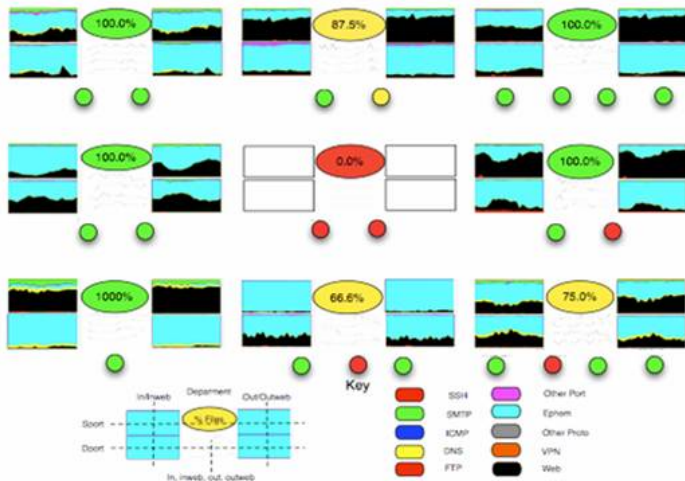 100.0%
87.5%
100.0%
100.0%
0.0%
100.0%
1000%
66.6%
75.0%
Key
In/Inweb
Deparment
Out/Outweb
Sport
% Elev
Dport
In, inweb, out, outweb
SSH
SMTP
ICMP
DNS
FTP
Other Port
Ephem
Other Proto
VPN
Web